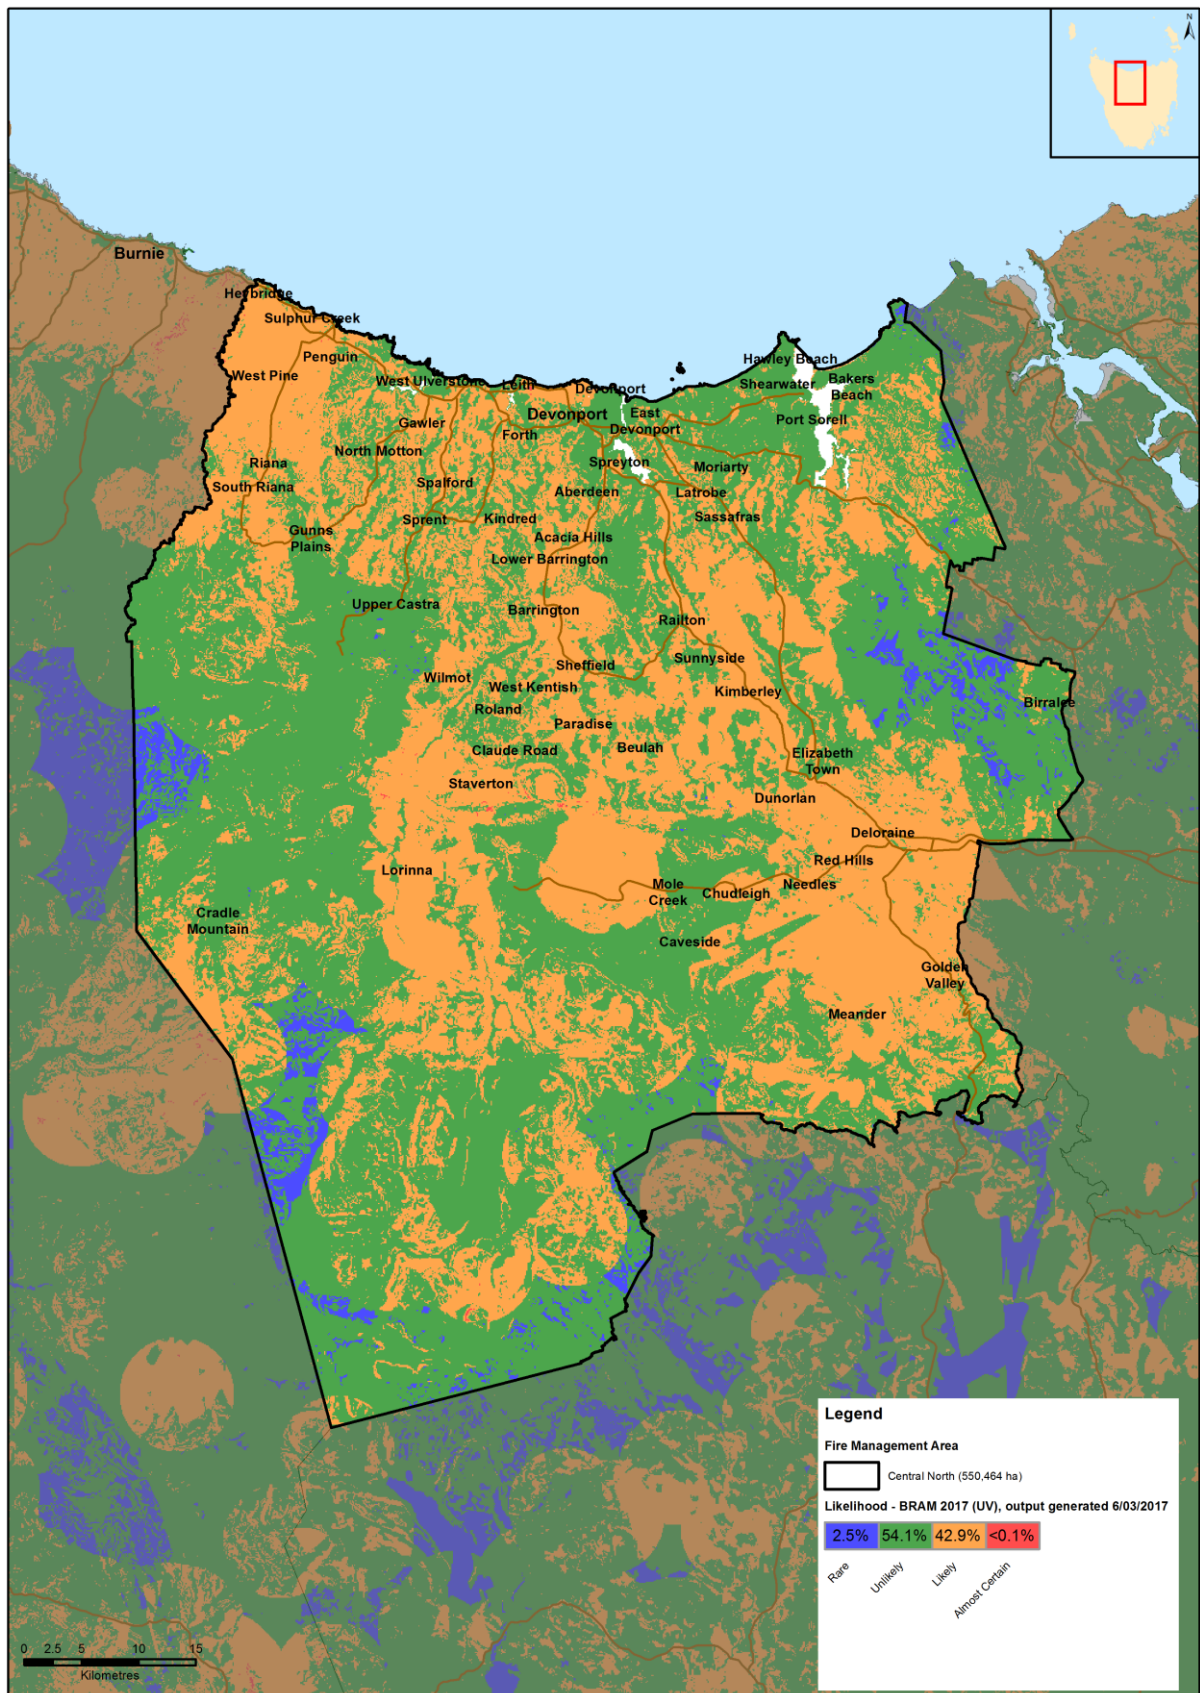 N
Burnie
Heybridge
Sulphur Creek
Penguin
West Pine
West Ulverstone
Leith
Devonport
Hawley Beach
Shearwater
Bakers
Beach
Devonport
East
Devonport
Port Sorell
Gawler
Forth
North Motton
Riana
South Riana
Spalford
Spreyton
Moriarty
Aberdeen
Latrobe
Sprent
Kindred
Sassafras
Gunns
Plains
Acacia Hills
Lower Barrington
Upper Castra
Barrington
Railton
Sheffield
Sunnyside
Wilmot
West Kentish
Kimberley
Birralee
Roland
Paradise
Claude Road
Beulah
Elizabeth
Town
Staverton
Dunorlan
Deloraine
Red Hills
Lorinna
Mole
Creek
Chudleigh
Needles
Cradle
Mountain
Caveside
Golden
Valley
Meander
Legend
Fire Management Area
Central North (550,464 ha)
Likelihood - BRAM 2017 (UV), output generated 6/03/2017
2.5% 54.1% 42.9% <0.1%
Rare Unlikely Likely Almost Certain
0 2.5 5 10 15
Kilometres